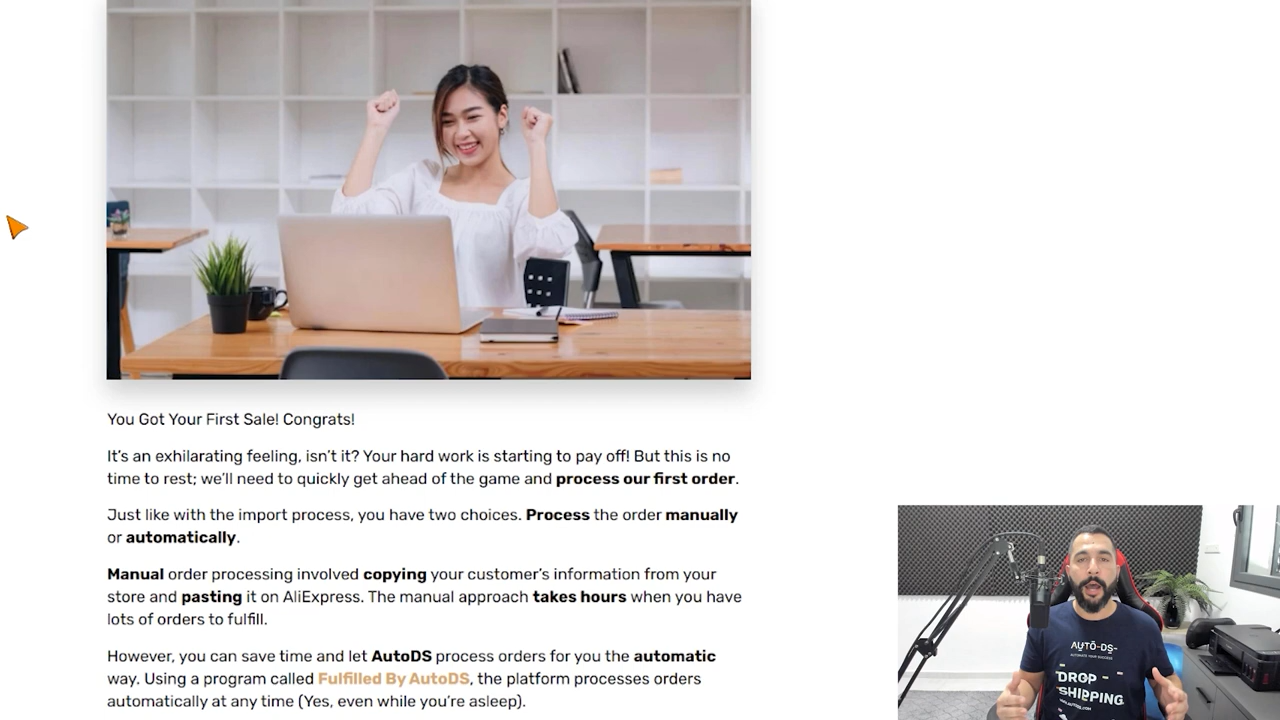 You Got Your First Sale! Congrats!
It's an exhilarating feeling, isn't it? Your hard work is starting to pay off! But this is no
time to rest; we'll need to quickly get ahead of the game and process our first order.
Just like with the import process, you have two choices. Process the order manually
or automatically.
Manual order processing involved copying your customer's information from your
store and pasting it on AliExpress. The manual approach takes hours when you have
lots of orders to fulfill.
However, you can save time and let AutoDS process orders for you the automatic
way. Using a program called Fulfilled By AutoDS, the platform processes orders
automatically at any time (Yes, even while you're asleep).
AUTO-DS
AUTOMATE YOUR SUCCESS
DROP
SHIPPING